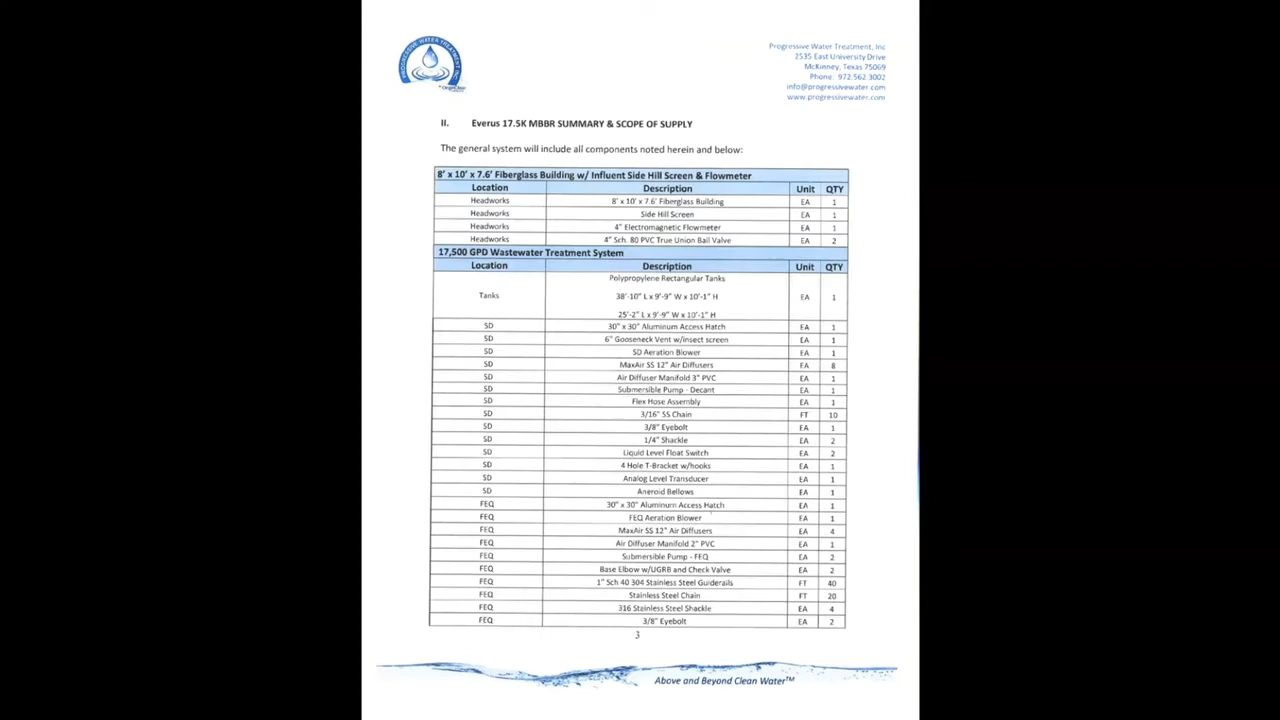 PROGRESSIVE WATER TREATMENT INC
Progressive Water Treatment, Inc
2535 East University Drive
McKinney, Texas 75069
Phone: 972.562.3002
info@progressivewater.com
www.progressivewater.com
II. Everus 17.5K MBBR SUMMARY & SCOPE OF SUPPLY
The general system will include all components noted herein and below:
8' x 10' x 7.6' Fiberglass Building w/ Influent Side Hill Screen & Flowmeter
Location Description Unit QTY
Headworks 8' x 10' x 7.6' Fiberglass Building EA 1
Headworks Side Hill Screen EA 1
Headworks 4" Electromagnetic Flowmeter EA 1
Headworks 4" Sch. 80 PVC True Union Ball Valve EA 2
17,500 GPD Wastewater Treatment System
Location Description Unit QTY
Polypropylene Rectangular Tanks
Tanks 38'-10" L x 9'-9" W x 10'-1" H EA 1
25'-2" L x 9'-9" W x 10'-1" H
SD 30" x 30" Aluminum Access Hatch EA 1
SD 6" Gooseneck Vent w/insect screen EA 1
SD SD Aeration Blower EA 1
SD MaxAir SS 12" Air Diffusers EA 8
SD Air Diffuser Manifold 3" PVC EA 1
SD Submersible Pump - Decant EA 1
SD Flex Hose Assembly EA 1
SD 3/16" SS Chain FT 10
SD 3/8" Eyebolt EA 1
SD 1/4" Shackle EA 2
SD Liquid Level Float Switch EA 2
SD 4 Hole T-Bracket w/hooks EA 1
SD Analog Level Transducer EA 1
SD Aneroid Bellows EA 1
FEQ 30" x 30" Aluminum Access Hatch EA 1
FEQ FEQ Aeration Blower EA 1
FEQ MaxAir SS 12" Air Diffusers EA 4
FEQ Air Diffuser Manifold 2" PVC EA 1
FEQ Submersible Pump - FEQ EA 2
FEQ Base Elbow w/UGRB and Check Valve EA 2
FEQ 1" Sch 40 304 Stainless Steel Guiderails FT 40
FEQ Stainless Steel Chain FT 20
FEQ 316 Stainless Steel Shackle EA 4
FEQ 3/8" Eyebolt EA 2
3
Above and Beyond Clean Water™